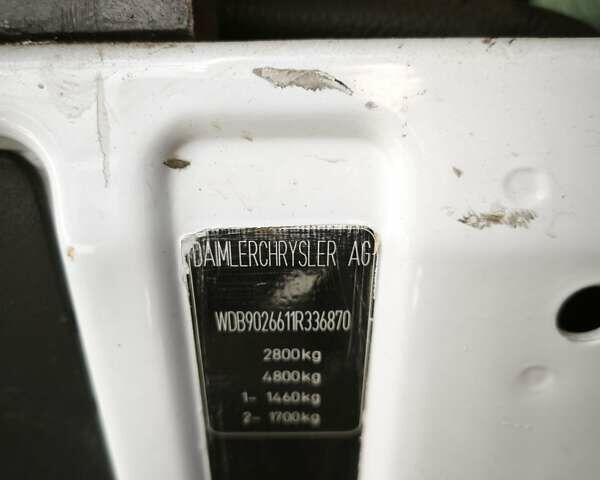 DAIMLERCHRYSLER AG
WDB9026611R336870
2800kg
4800kg
1- 1460kg
2- 1700kg